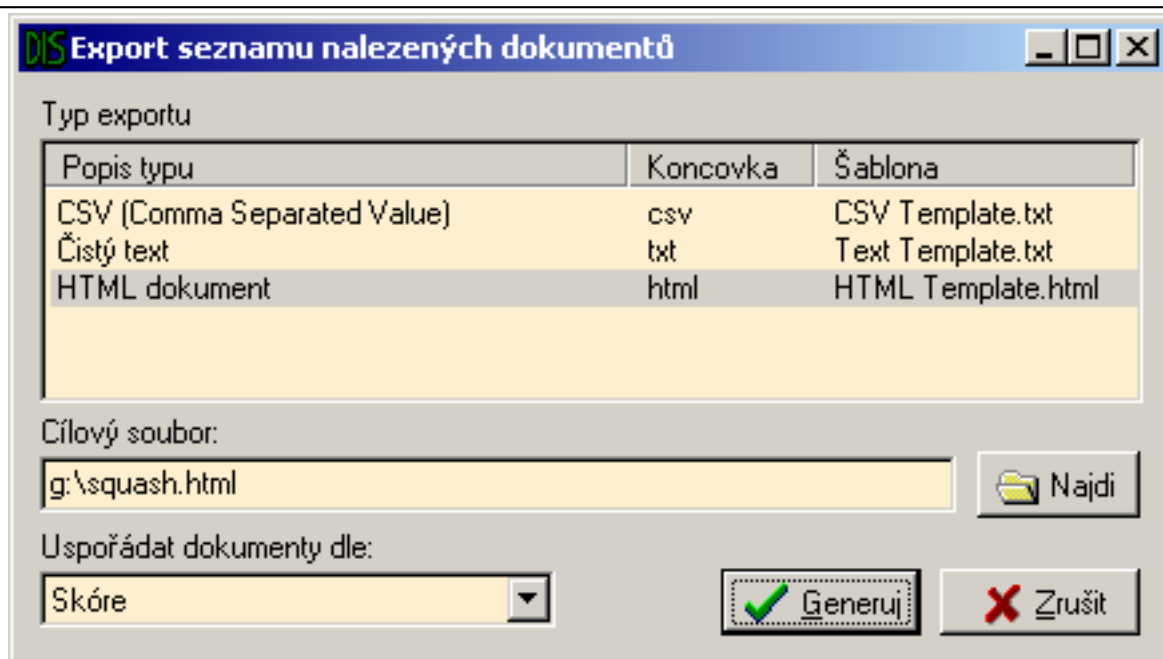 DIS Export seznamu nalezených dokumentů
Typ exportu
Popis typu Koncovka Šablona
CSV (Comma Separated Value) csv CSV Template.txt
Čistý text txt Text Template.txt
HTML dokument html HTML Template.html
Cílový soubor:
g:\squash.html Najdi
Uspořádat dokumenty dle:
Skóre Generuj Zrušit